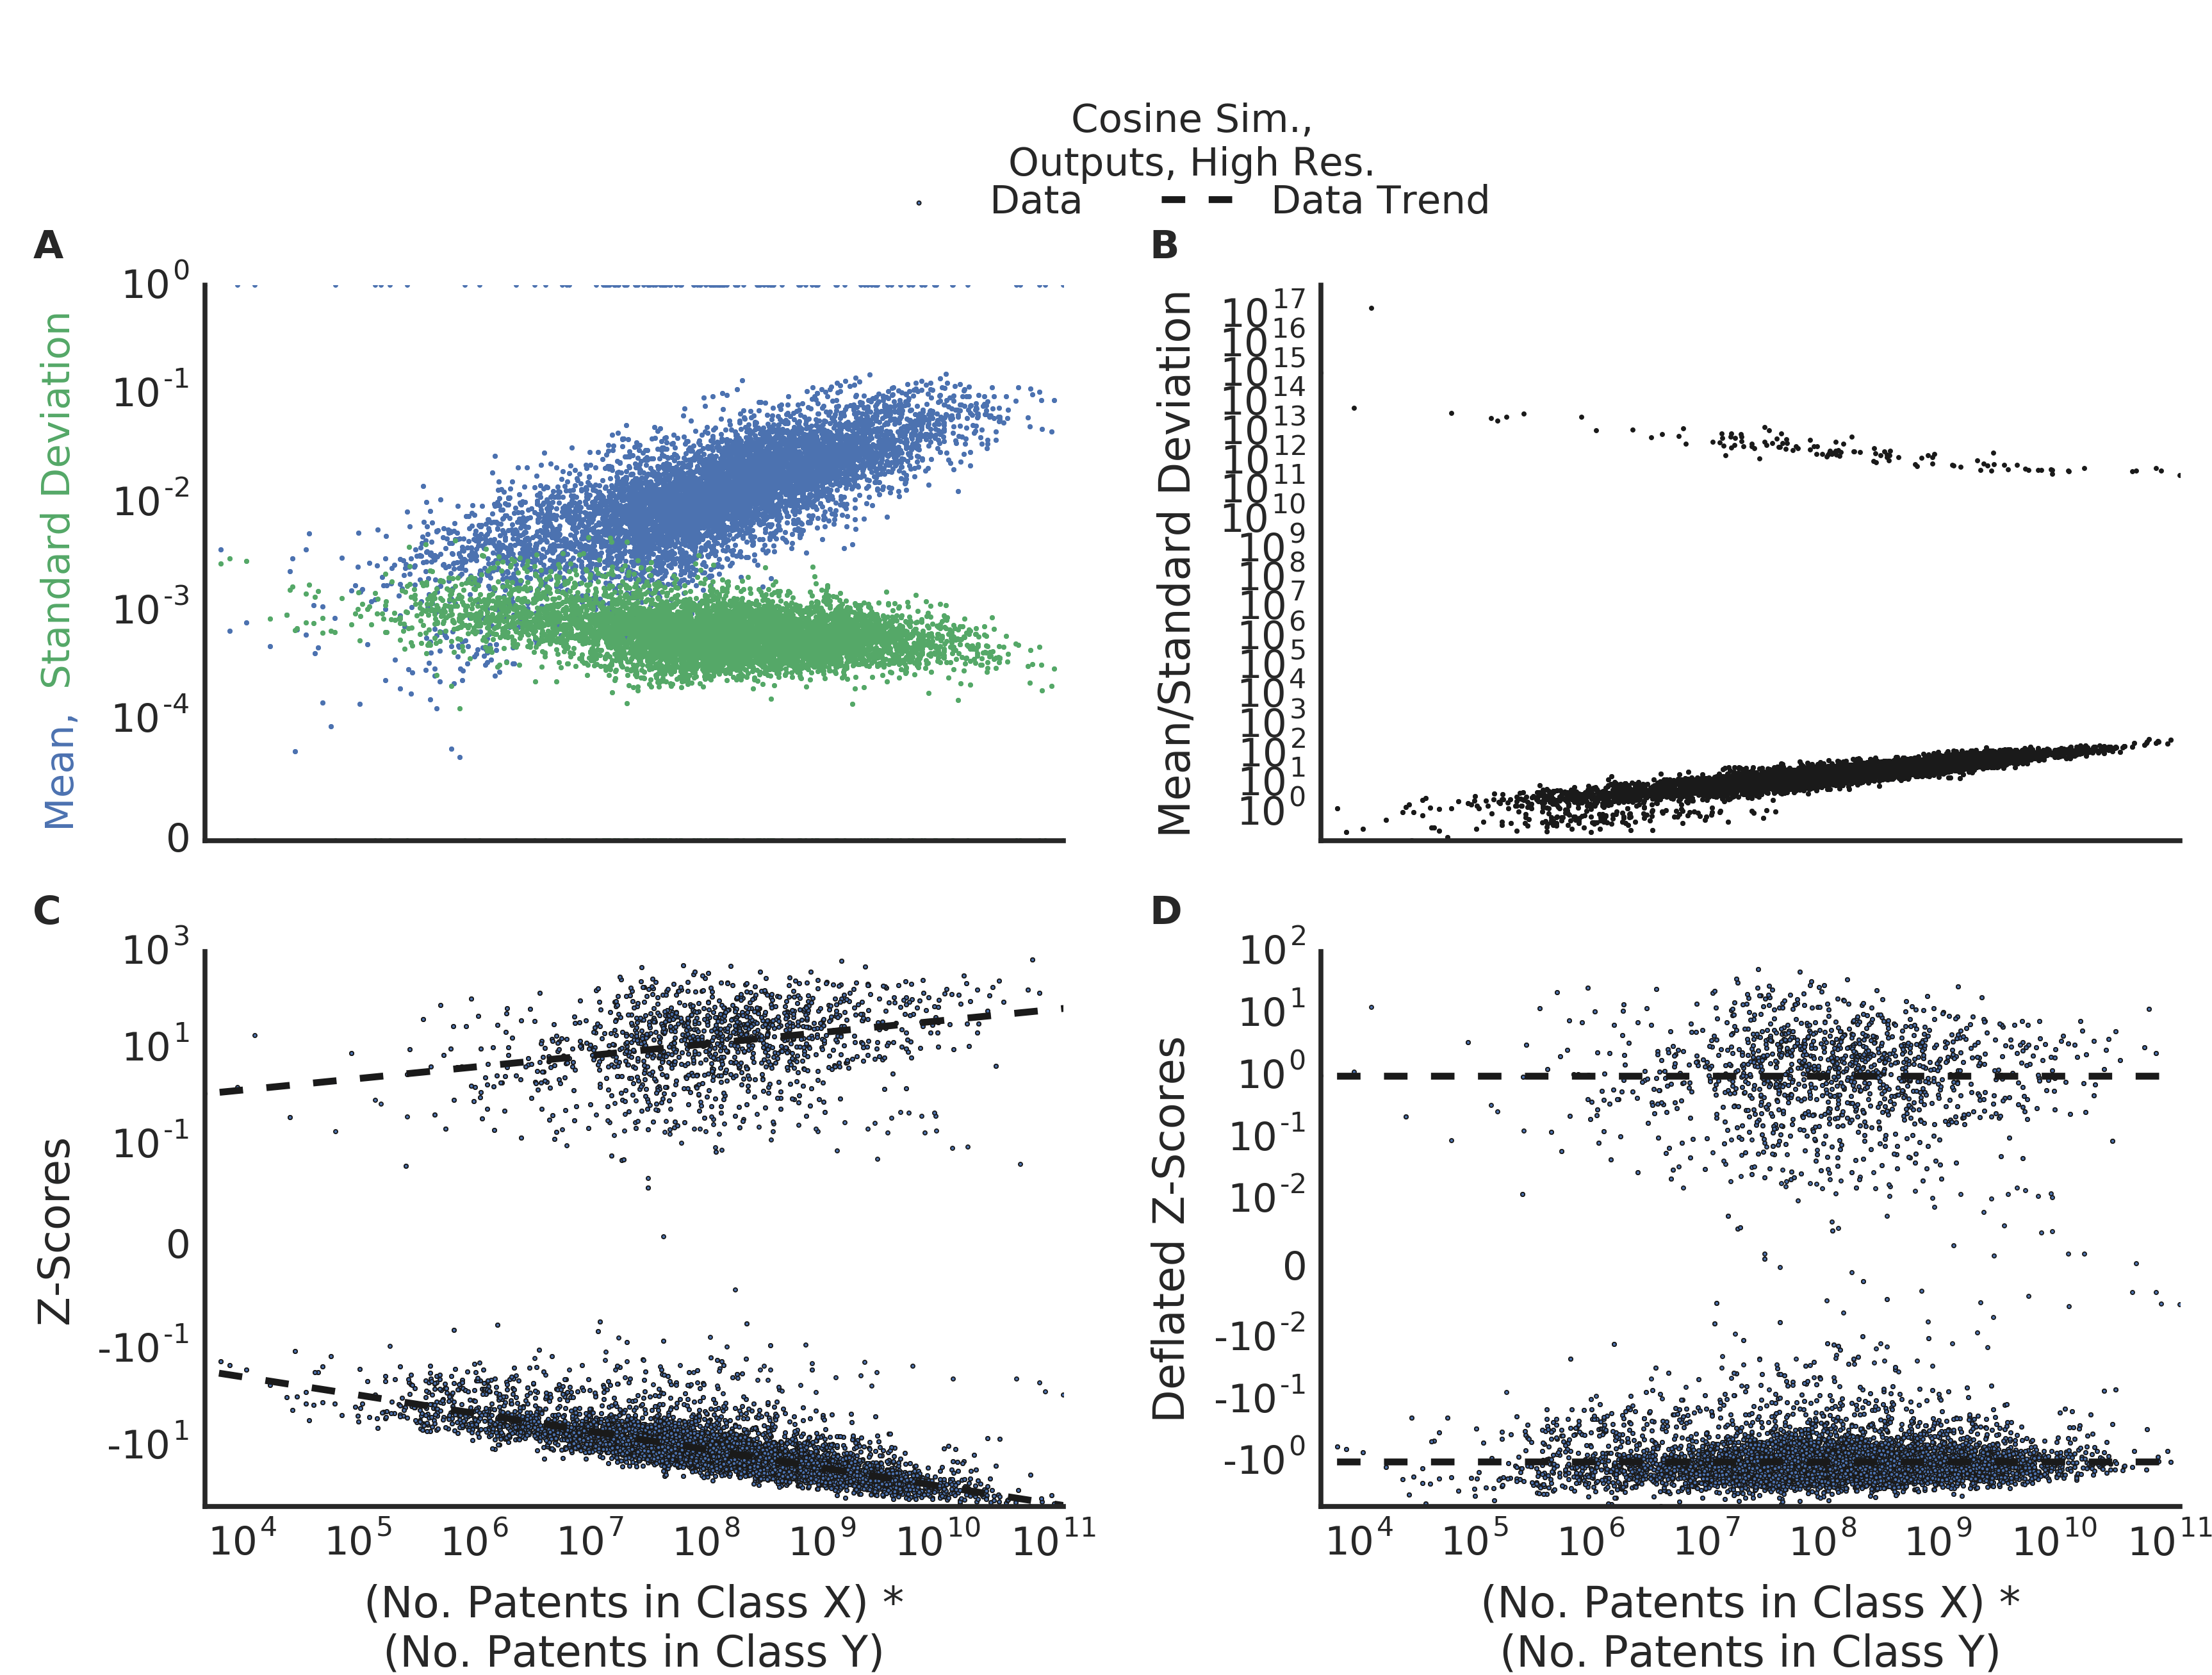 Cosine Sim.,
Outputs, High Res.
Data
Data Trend
A
Mean, Standard Deviation
10^0
10^-1
10^-2
10^-3
10^-4
0
B
Mean/Standard Deviation
10^17
10^16
10^15
10^14
10^13
10^12
10^11
10^10
10^9
10^8
10^7
10^6
10^5
10^4
10^3
10^2
10^1
10^0
C
Z-Scores
10^3
10^1
10^-1
0
-10^-1
-10^1
10^4 10^5 10^6 10^7 10^8 10^9 10^10 10^11
(No. Patents in Class X) *
(No. Patents in Class Y)
D
Deflated Z-Scores
10^2
10^1
10^0
10^-1
10^-2
0
-10^-2
-10^-1
-10^0
10^4 10^5 10^6 10^7 10^8 10^9 10^10 10^11
(No. Patents in Class X) *
(No. Patents in Class Y)